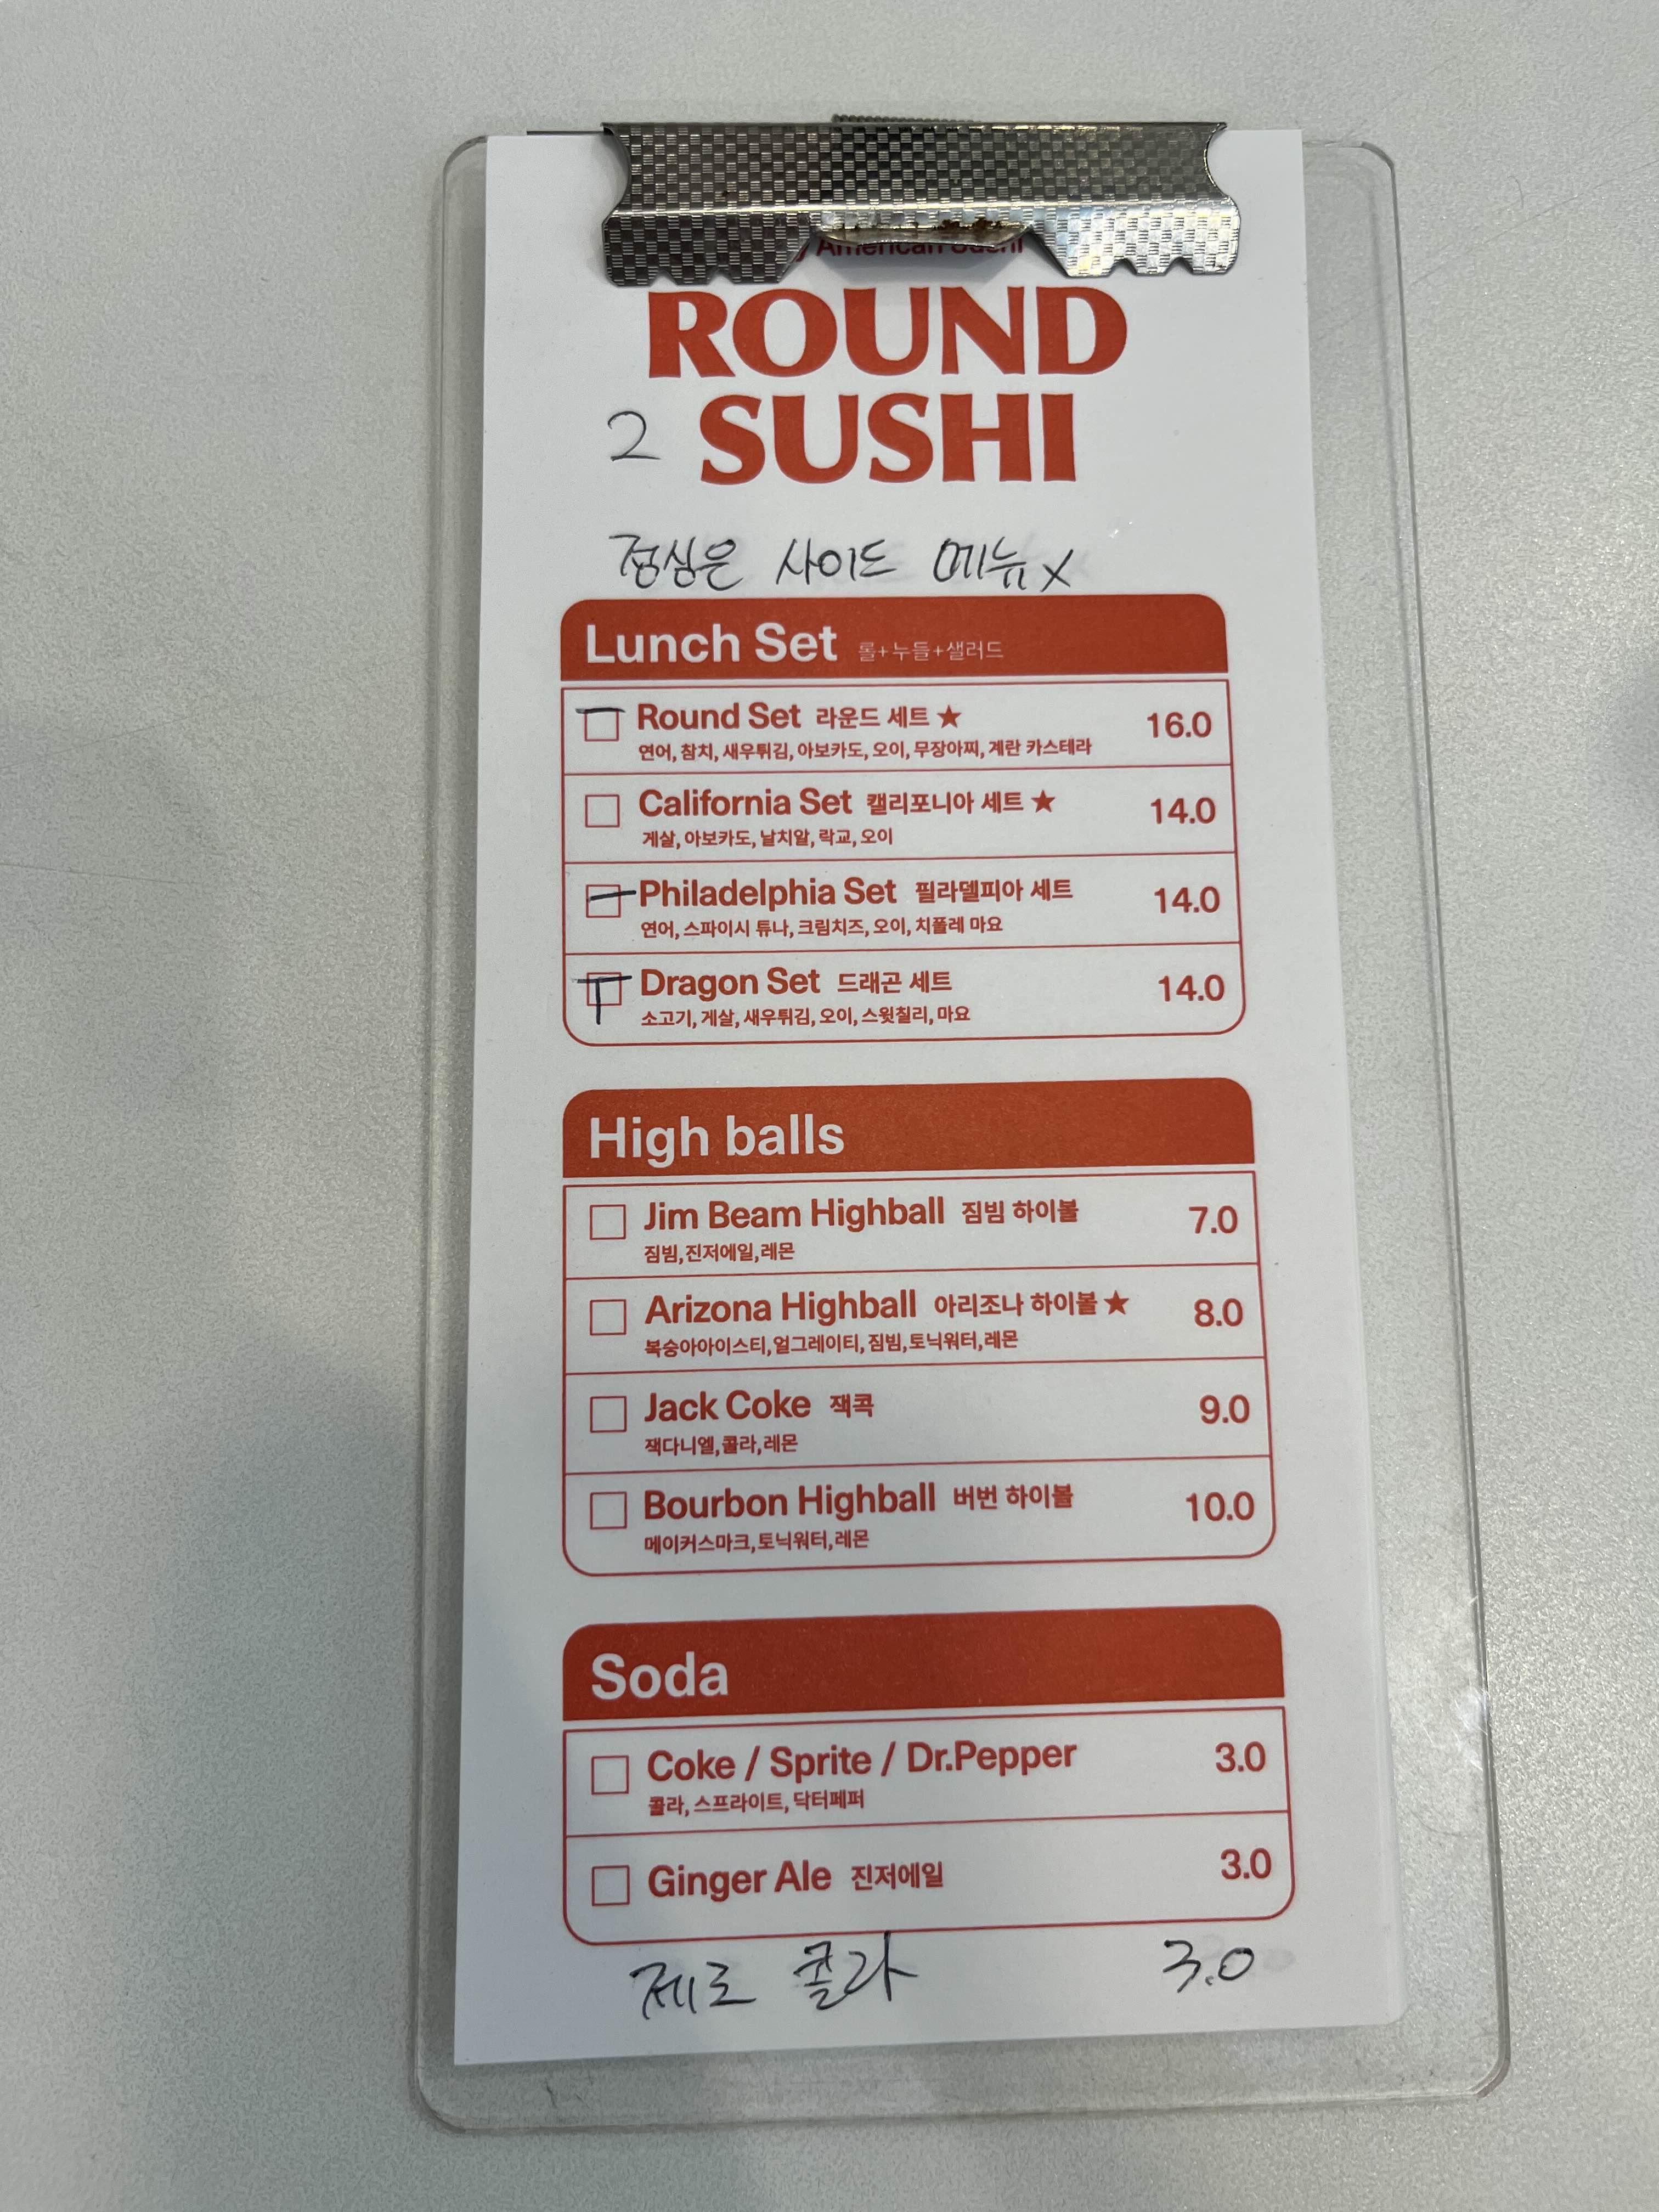 American Sushi
ROUND
2 SUSHI
점심은 사이드 메뉴 x
Lunch Set 롤+누들+샐러드
Round Set 라운드 세트 ★ 16.0
연어, 참치, 새우튀김, 아보카도, 오이, 무장아찌, 계란 카스테라
California Set 캘리포니아 세트 ★ 14.0
게살, 아보카도, 날치알, 락교, 오이
Philadelphia Set 필라델피아 세트 14.0
연어, 스파이시 튜나, 크림치즈, 오이, 치폴레 마요
Dragon Set 드래곤 세트 14.0
소고기, 게살, 새우튀김, 오이, 스윗칠리, 마요
High balls
Jim Beam Highball 짐빔 하이볼 7.0
짐빔,진저에일,레몬
Arizona Highball 아리조나 하이볼 ★ 8.0
복숭아아이스티,얼그레이티,짐빔,토닉워터,레몬
Jack Coke 잭콕 9.0
잭다니엘,콜라,레몬
Bourbon Highball 버번 하이볼 10.0
메이커스마크,토닉워터,레몬
Soda
Coke / Sprite / Dr.Pepper 3.0
콜라, 스프라이트, 닥터페퍼
Ginger Ale 진저에일 3.0
제로 콜라 3.0